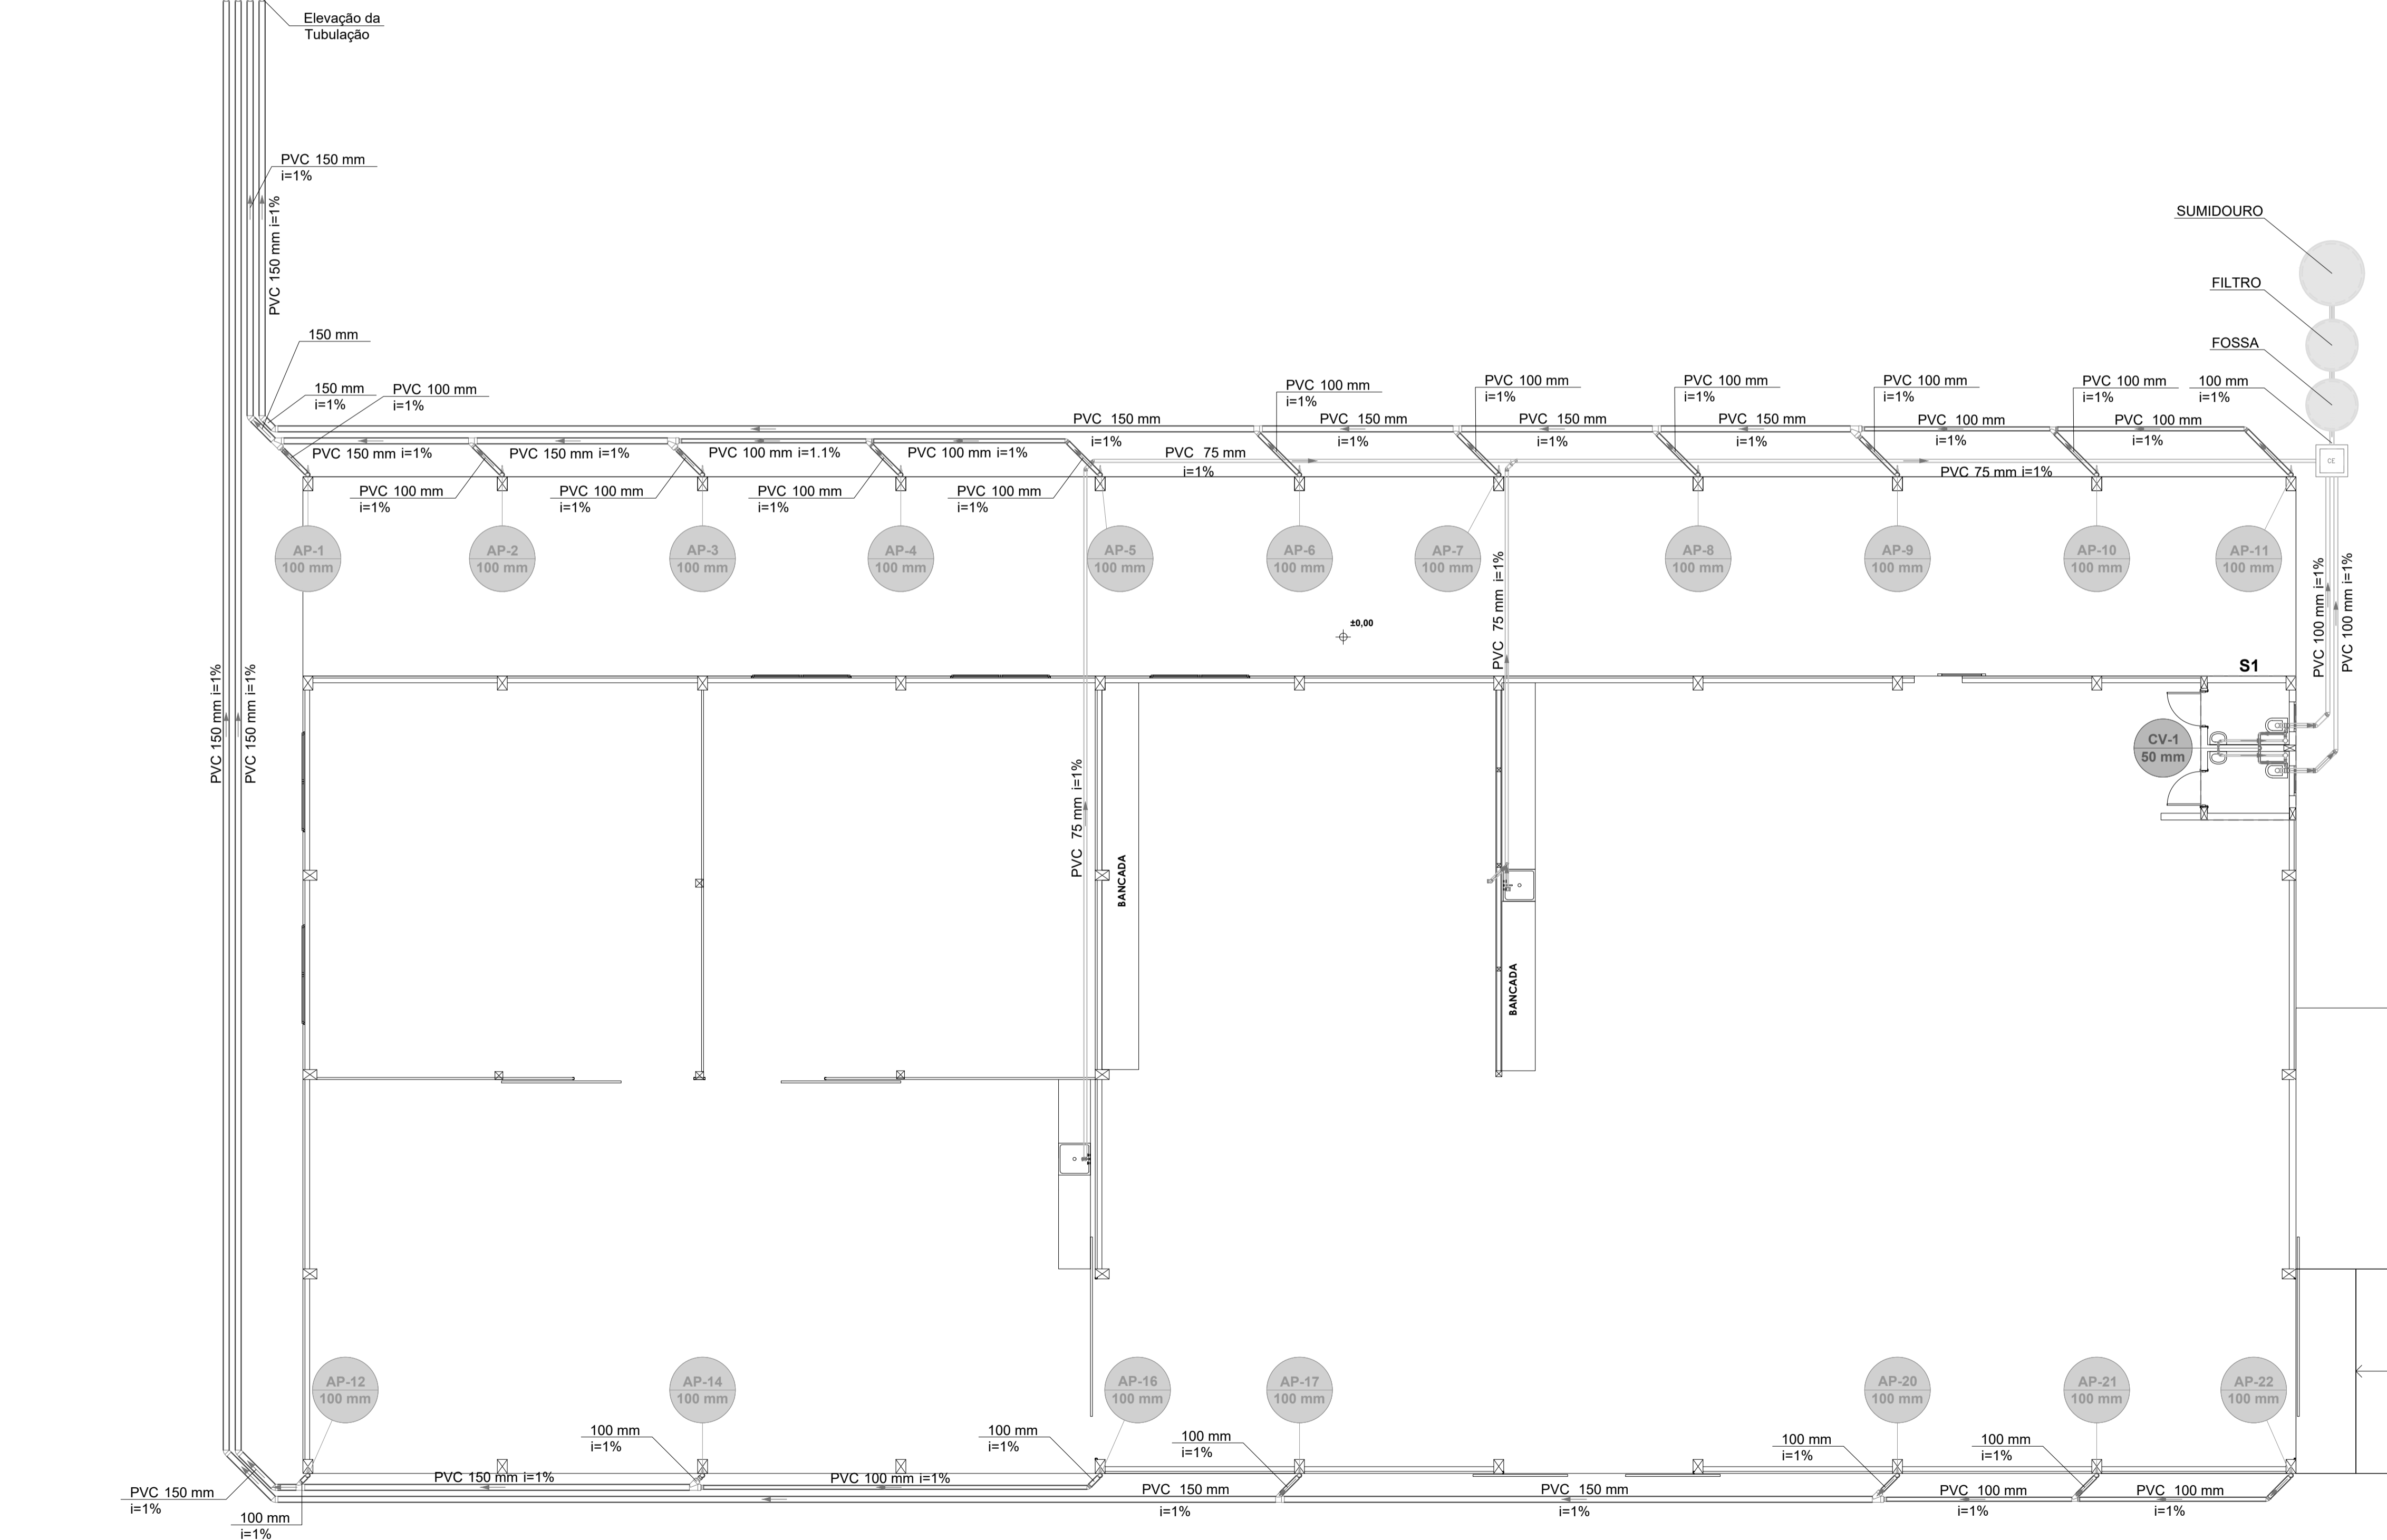 Elevação da
Tubulação
PVC 150 mm
i=1%
PVC 150 mm i=1%
SUMIDOURO
FILTRO
FOSSA
150 mm
150 mm
i=1%
PVC 100 mm
i=1%
PVC 100 mm
i=1%
PVC 100 mm
i=1%
PVC 100 mm
i=1%
PVC 100 mm
i=1%
PVC 100 mm
i=1%
100 mm
i=1%
PVC 150 mm
i=1%
PVC 150 mm
i=1%
PVC 150 mm
i=1%
PVC 150 mm
i=1%
PVC 100 mm
i=1%
PVC 100 mm
i=1%
PVC 150 mm i=1%
PVC 150 mm i=1%
PVC 100 mm i=1.1%
PVC 100 mm i=1%
PVC 75 mm
i=1%
PVC 75 mm i=1%
CE
PVC 100 mm
i=1%
PVC 100 mm
i=1%
PVC 100 mm
i=1%
PVC 100 mm
i=1%
AP-1
100 mm
AP-2
100 mm
AP-3
100 mm
AP-4
100 mm
AP-5
100 mm
AP-6
100 mm
AP-7
100 mm
AP-8
100 mm
AP-9
100 mm
AP-10
100 mm
AP-11
100 mm
PVC 75 mm i=1%
PVC 100 mm i=1%
PVC 100 mm i=1%
±0,00
S1
PVC 150 mm i=1%
PVC 150 mm i=1%
CV-1
50 mm
PVC 75 mm i=1%
BANCADA
BANCADA
AP-12
100 mm
AP-14
100 mm
AP-16
100 mm
AP-17
100 mm
AP-20
100 mm
AP-21
100 mm
AP-22
100 mm
100 mm
i=1%
100 mm
i=1%
100 mm
i=1%
100 mm
i=1%
100 mm
i=1%
PVC 150 mm i=1%
PVC 100 mm i=1%
PVC 150 mm
i=1%
PVC 150 mm
i=1%
PVC 100 mm
i=1%
PVC 100 mm
i=1%
PVC 150 mm
i=1%
100 mm
i=1%